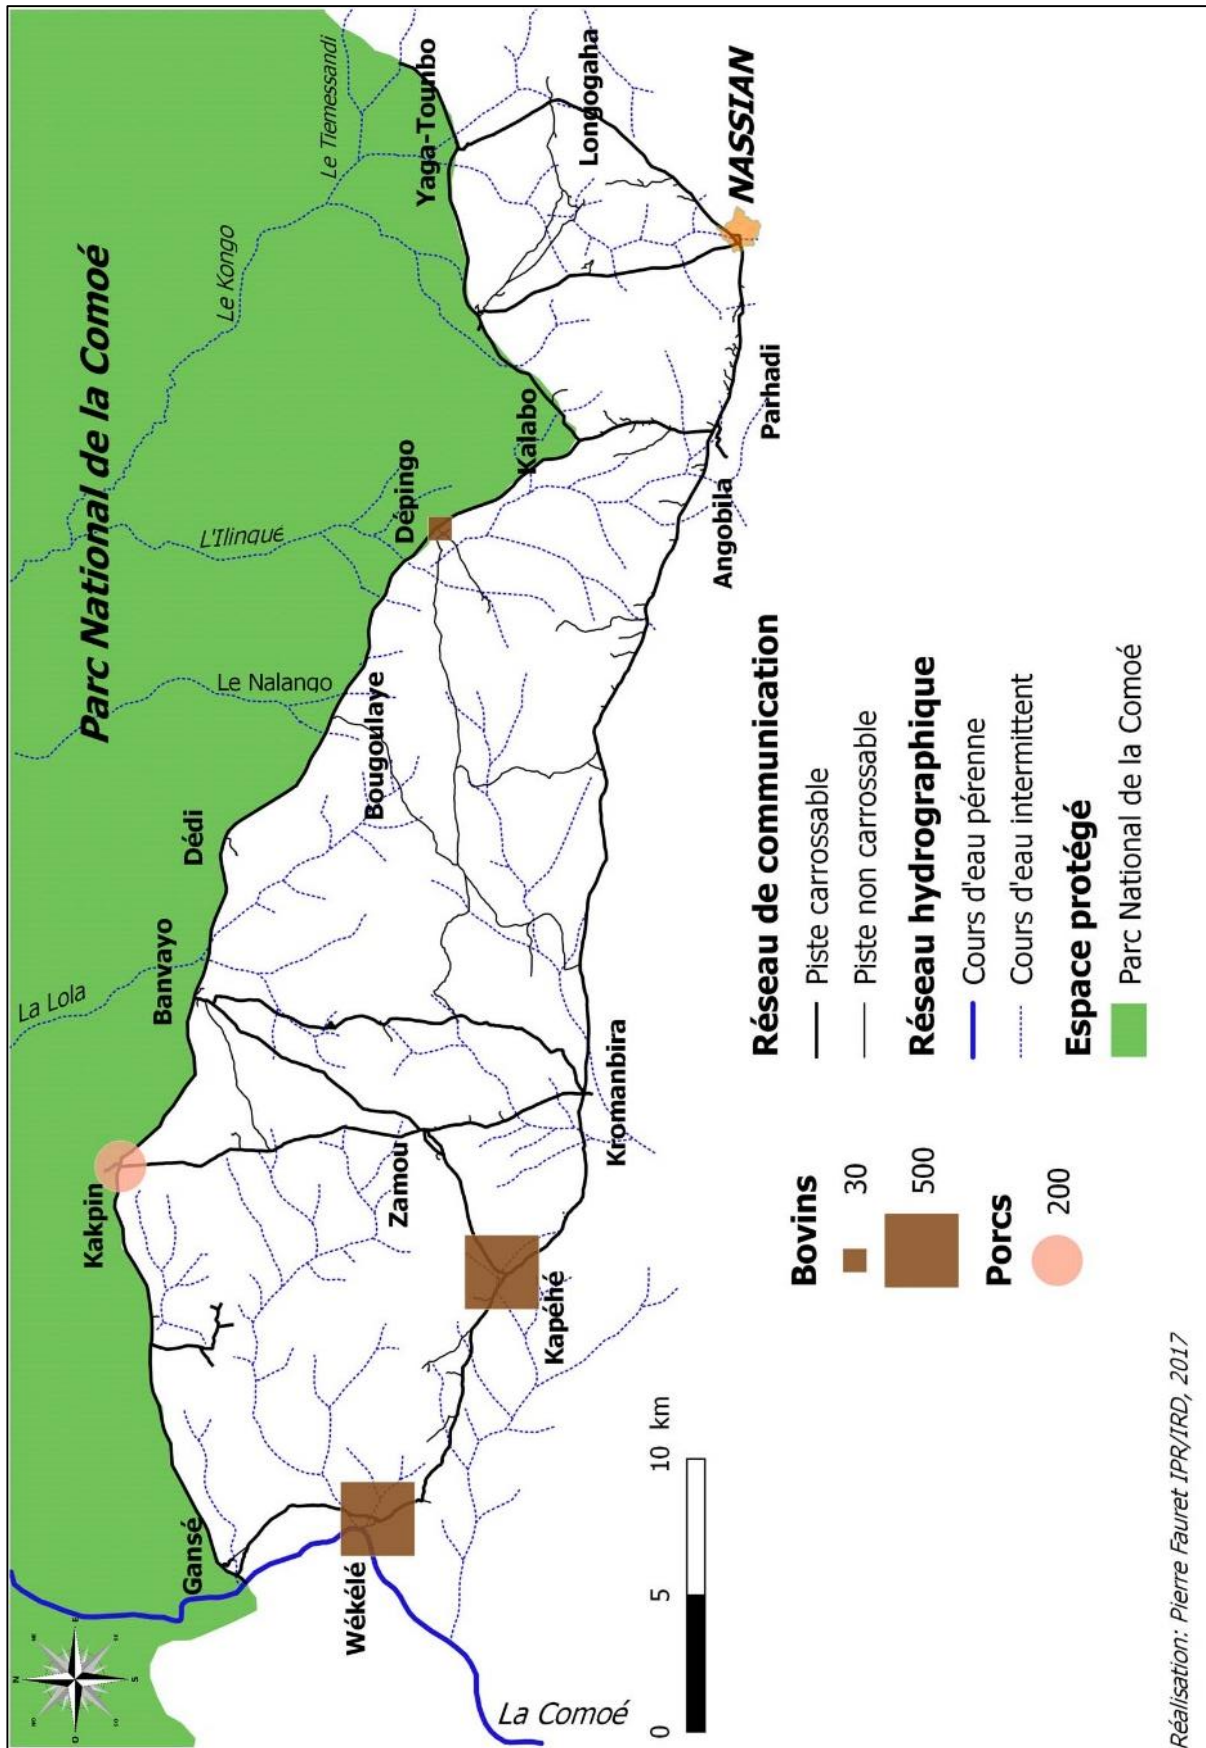 Parc National de la Comoé
Le Tiemessandi
Le Kongo
L'Ilinqué
Le Nalango
La Lola
Kakpin
Banvayo
Dédi
Bougoulaye
Dépingo
Kalabo
Yaga-Tounbo
Longogaha
NASSIAN
Parhadi
Angobila
Kromanbira
Zamou
Kapéhé
Gansé
Wékélé
La Comoé
N
E
S
O
0 5 10 km
Bovins
30
500
Porcs
200
Réseau de communication
Piste carrossable
Piste non carrossable
Réseau hydrographique
Cours d'eau pérenne
Cours d'eau intermittent
Espace protégé
Parc National de la Comoé
Réalisation: Pierre Fauret IPR/IRD, 2017